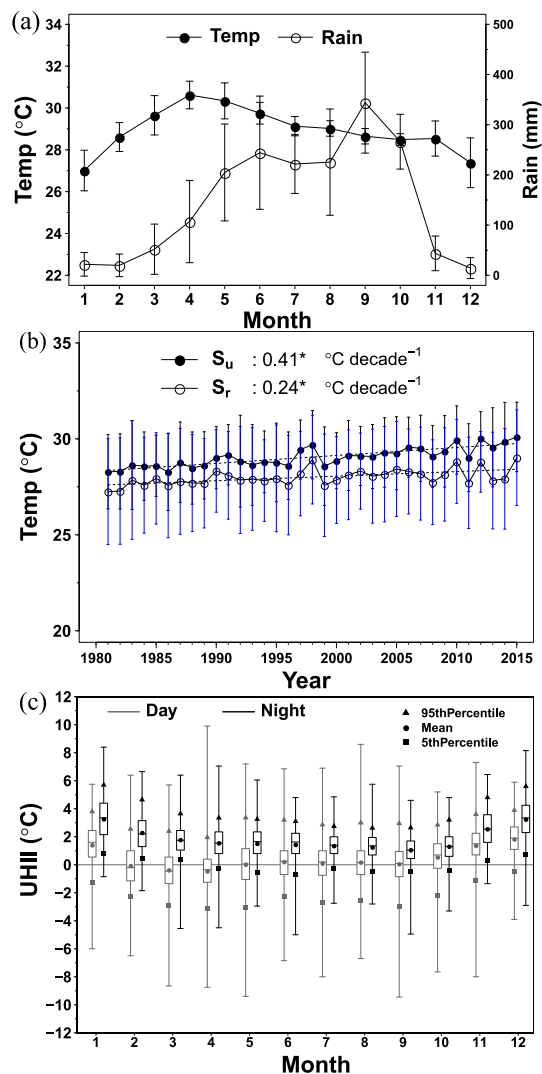 (a)
Temp Rain
34
32
30
28
26
24
22
Temp (°C)
500
400
300
200
100
0
Rain (mm)
1 2 3 4 5 6 7 8 9 10 11 12
Month
(b)
Su : 0.41* °C decade−1
Sr : 0.24* °C decade−1
35
30
25
20
Temp (°C)
1980 1985 1990 1995 2000 2005 2010 2015
Year
(c)
Day Night
95thPercentile
Mean
5thPercentile
12
10
8
6
4
2
0
−2
−4
−6
−8
−10
−12
UHII (°C)
1 2 3 4 5 6 7 8 9 10 11 12
Month